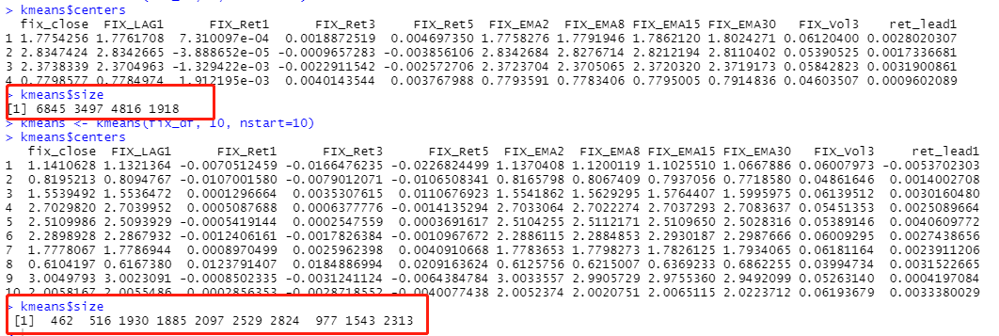 > kmeans$centers
fix_close FIX_LAG1 FIX_Ret1 FIX_Ret3 FIX_Ret5 FIX_EMA2 FIX_EMA8 FIX_EMA15 FIX_EMA30 FIX_Vol3 ret_lead1
1 1.7754256 1.7761708 7.310097e-04 0.0018872519 0.004697350 1.7758276 1.7791946 1.7862120 1.8024271 0.06120400 0.0028020307
2 2.8347424 2.8342665 -3.888652e-05 -0.0009657283 -0.003856106 2.8342684 2.8276714 2.8212194 2.8110402 0.05390525 0.0017336681
3 2.3738339 2.3704963 -1.329422e-03 -0.0022911542 -0.002572706 2.3723704 2.3705065 2.3720320 2.3719173 0.05842823 0.0031900861
4 0.7798577 0.7784974 1.912195e-03 0.0040143544 0.003767988 0.7793591 0.7783406 0.7795005 0.7914836 0.04603507 0.0009602089
> kmeans$size
[1] 6845 3497 4816 1918
> kmeans <- kmeans(fix_df, 10, nstart=10)
> kmeans$centers
fix_close FIX_LAG1 FIX_Ret1 FIX_Ret3 FIX_Ret5 FIX_EMA2 FIX_EMA8 FIX_EMA15 FIX_EMA30 FIX_Vol3 ret_lead1
1 1.1410628 1.1321364 -0.0070512459 -0.0166476235 -0.0226824499 1.1370408 1.1200119 1.1025510 1.0667886 0.06007973 -0.0053702303
2 0.8195213 0.8094767 -0.0107001580 -0.0079012071 -0.0106508341 0.8165798 0.8067409 0.7937056 0.7718580 0.04861646 0.0014002708
3 1.5539492 1.5536472 0.0001296664 0.0035307615 0.0110676923 1.5541862 1.5629295 1.5764407 1.5995975 0.06139512 0.0030160480
4 2.7029820 2.7039952 0.0005087688 0.0006377776 -0.0014135294 2.7033064 2.7022274 2.7037293 2.7083637 0.05451353 0.0025089664
5 2.5109986 2.5093929 -0.0005419144 0.0002547559 0.0003691617 2.5104255 2.5112171 2.5109650 2.5028316 0.05389146 0.0040609772
6 2.2898928 2.2867932 -0.0012406161 -0.0017826384 -0.0010967672 2.2886115 2.2884853 2.2930187 2.2987666 0.06009295 0.0027438656
7 1.7778067 1.7786944 0.0008970499 0.0025962398 0.0040910668 1.7783653 1.7798273 1.7826125 1.7934065 0.06181164 0.0023911206
8 0.6104197 0.6167380 0.0123791407 0.0184886994 0.0209163624 0.6125756 0.6215007 0.6369233 0.6862255 0.03994734 0.0031522665
9 3.0049793 3.0023091 -0.0008502335 -0.0031241124 -0.0064384784 3.0033557 2.9905729 2.9755360 2.9492099 0.05263140 0.0004197084
10 2.0058167 2.0055486 0.0002856353 -0.0028718552 -0.0040077438 2.0052374 2.0020751 2.0065115 2.0223712 0.06193679 0.0033380029
> kmeans$size
[1] 462 516 1930 1885 2097 2529 2824 977 1543 2313